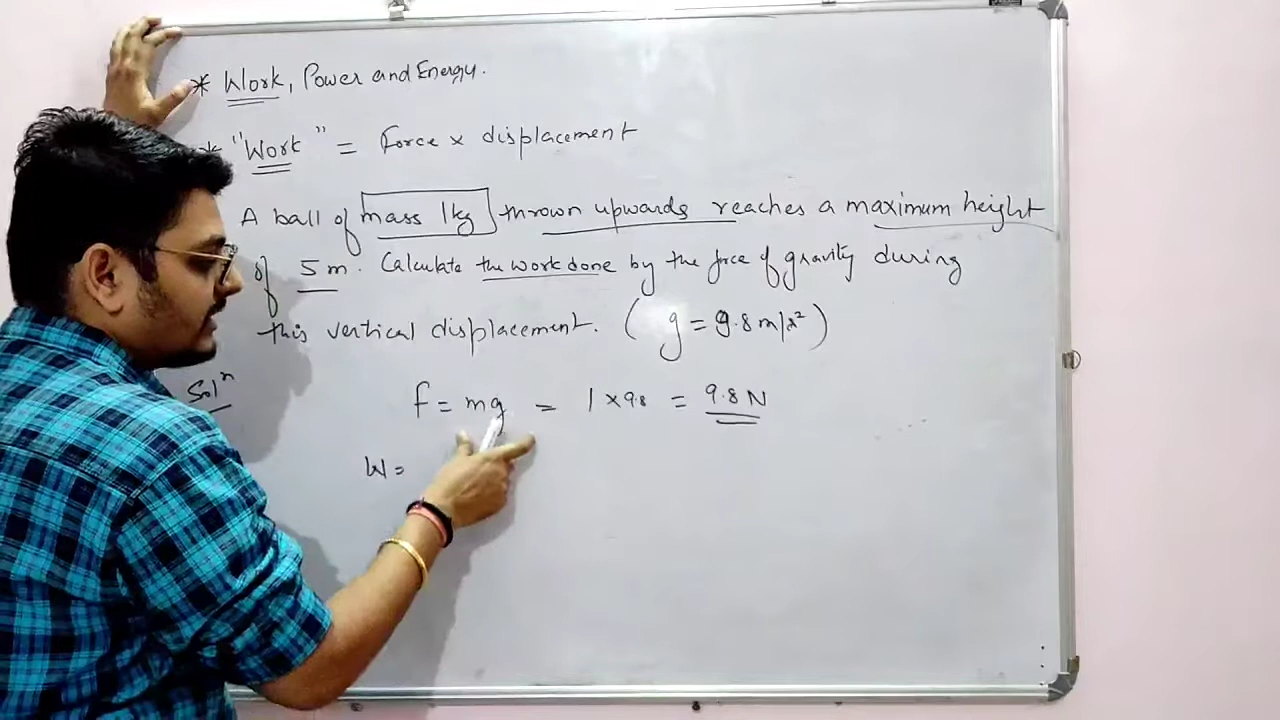 * Work, Power and Energy.
* "Work" = Force x displacement
A ball of mass 1kg thrown upwards reaches a maximum height
of 5 m. Calculate the work done by the force of gravity during
this vertical displacement. ( g = 9.8 m/s² )
Solⁿ
f = mg = 1 x 9.8 = 9.8 N
W =